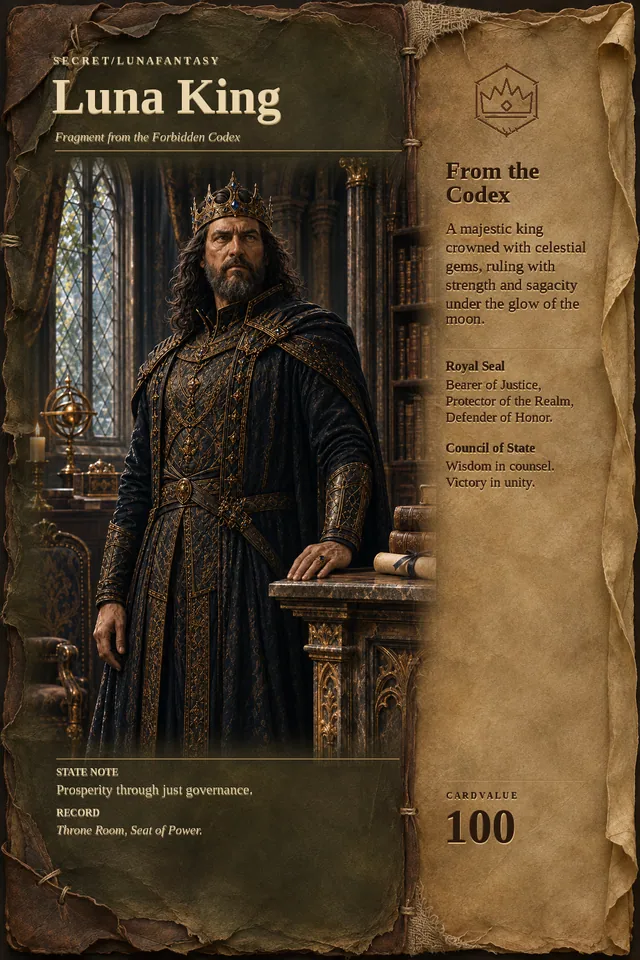 SECRET/LUNAFANTASY
Luna King
Fragment from the Forbidden Codex
From the
Codex
A majestic king
crowned with celestial
gems, ruling with
strength and sagacity
under the glow of the
moon.
Royal Seal
Bearer of Justice,
Protector of the Realm,
Defender of Honor.
Council of State
Wisdom in counsel.
Victory in unity.
STATE NOTE
Prosperity through just governance.
RECORD
Throne Room, Seat of Power.
CARDVALUE
100